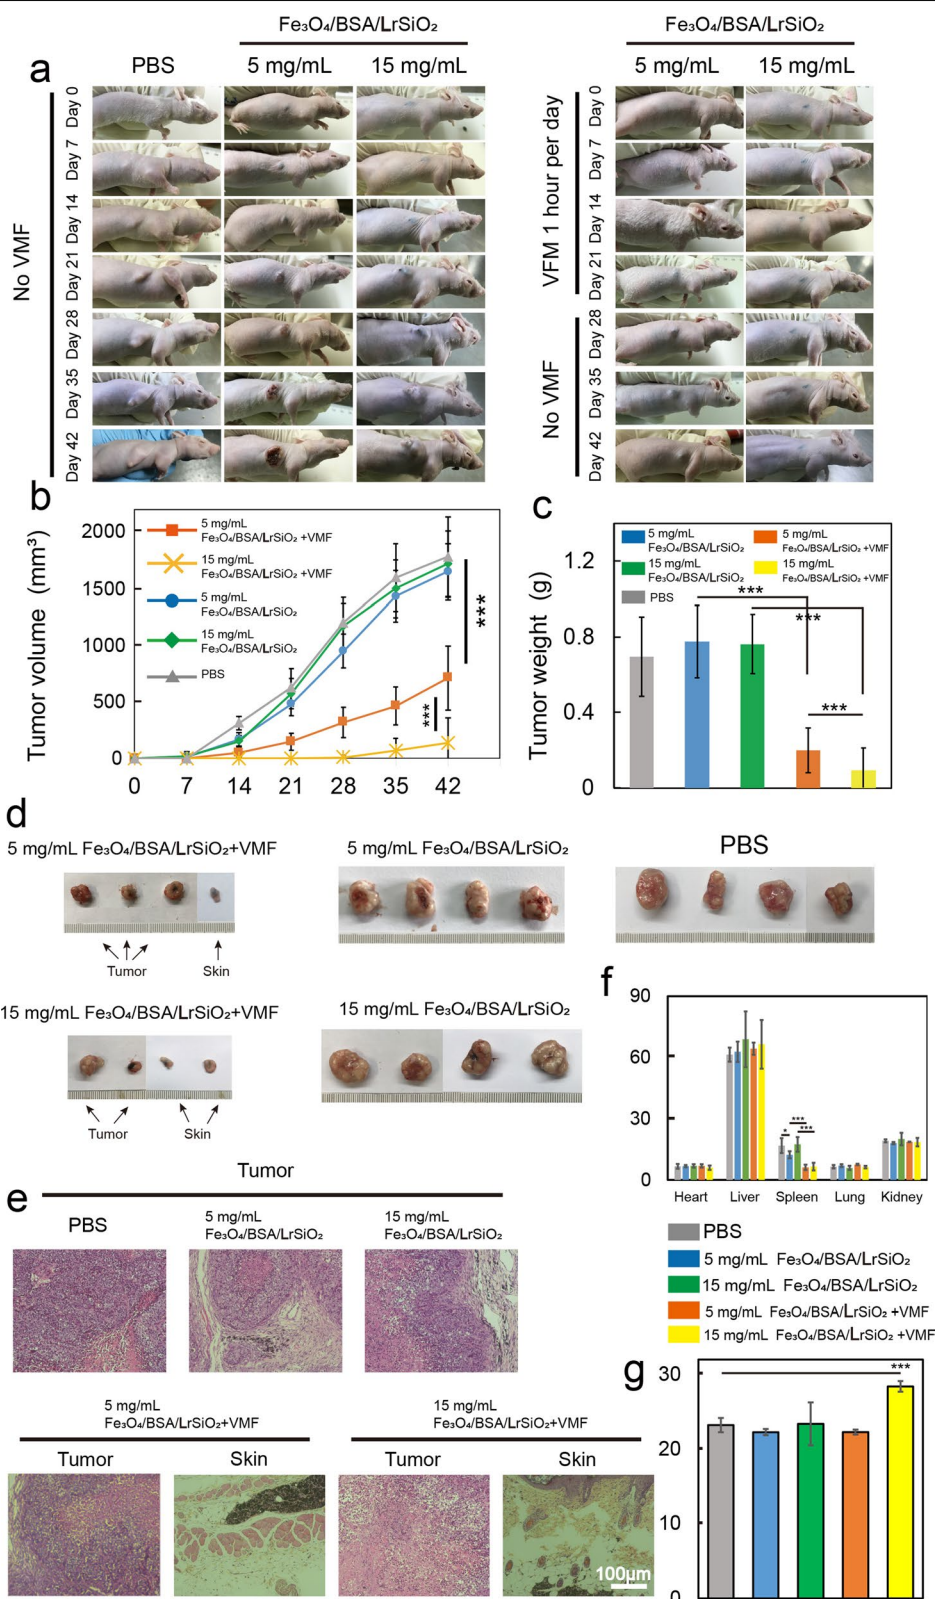 Fe₃O₄/BSA/LrSiO₂
Fe₃O₄/BSA/LrSiO₂
a
PBS
5 mg/mL
15 mg/mL
5 mg/mL
15 mg/mL
No VMF
Day 0
Day 7
Day 14
Day 21
Day 28
Day 35
Day 42
VFM 1 hour per day
No VMF
Day 0
Day 7
Day 14
Day 21
Day 28
Day 35
Day 42
b
Tumor volume (mm³)
2000
1500
1000
500
0
5 mg/mL
Fe₃O₄/BSA/LrSiO₂ +VMF
15 mg/mL
Fe₃O₄/BSA/LrSiO₂ +VMF
5 mg/mL
Fe₃O₄/BSA/LrSiO₂
15 mg/mL
Fe₃O₄/BSA/LrSiO₂
PBS
***
***
0 7 14 21 28 35 42
c
Tumor weight (g)
1.2
0.8
0.4
0
5 mg/mL
Fe₃O₄/BSA/LrSiO₂
5 mg/mL
Fe₃O₄/BSA/LrSiO₂ +VMF
15 mg/mL
Fe₃O₄/BSA/LrSiO₂
15 mg/mL
Fe₃O₄/BSA/LrSiO₂ +VMF
PBS
***
***
***
d
5 mg/mL Fe₃O₄/BSA/LrSiO₂+VMF
5 mg/mL Fe₃O₄/BSA/LrSiO₂
PBS
Tumor
Skin
15 mg/mL Fe₃O₄/BSA/LrSiO₂+VMF
15 mg/mL Fe₃O₄/BSA/LrSiO₂
Tumor
Skin
f
90
60
30
0
*
***
***
Heart Liver Spleen Lung Kidney
PBS
5 mg/mL Fe₃O₄/BSA/LrSiO₂
15 mg/mL Fe₃O₄/BSA/LrSiO₂
5 mg/mL Fe₃O₄/BSA/LrSiO₂ +VMF
15 mg/mL Fe₃O₄/BSA/LrSiO₂ +VMF
e
Tumor
PBS
5 mg/mL
Fe₃O₄/BSA/LrSiO₂
15 mg/mL
Fe₃O₄/BSA/LrSiO₂
5 mg/mL
Fe₃O₄/BSA/LrSiO₂+VMF
15 mg/mL
Fe₃O₄/BSA/LrSiO₂+VMF
Tumor
Skin
Tumor
Skin
100μm
g
30
20
10
0
***